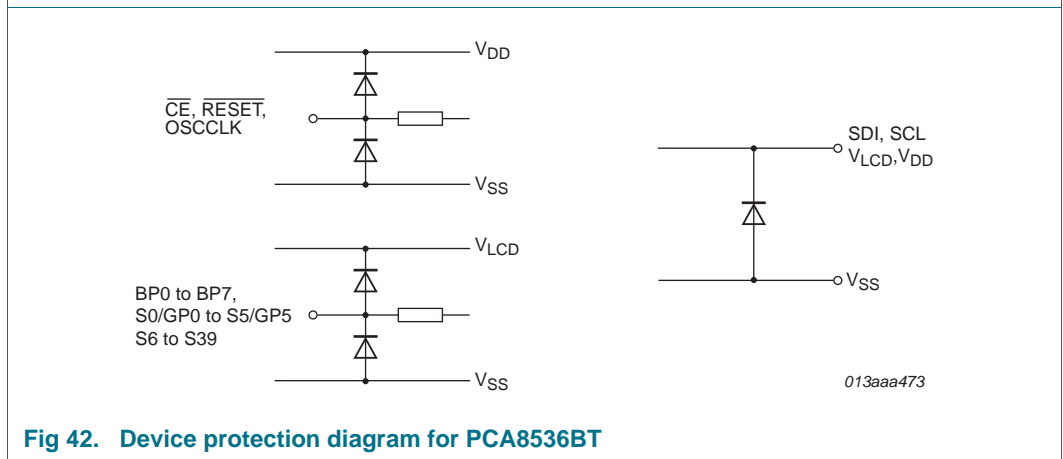 VDD
CE, RESET,
OSCCLK
VSS
VLCD
BP0 to BP7,
S0/GP0 to S5/GP5
S6 to S39
VSS
SDI, SCL
VLCD,VDD
VSS
013aaa473
Fig 42. Device protection diagram for PCA8536BT